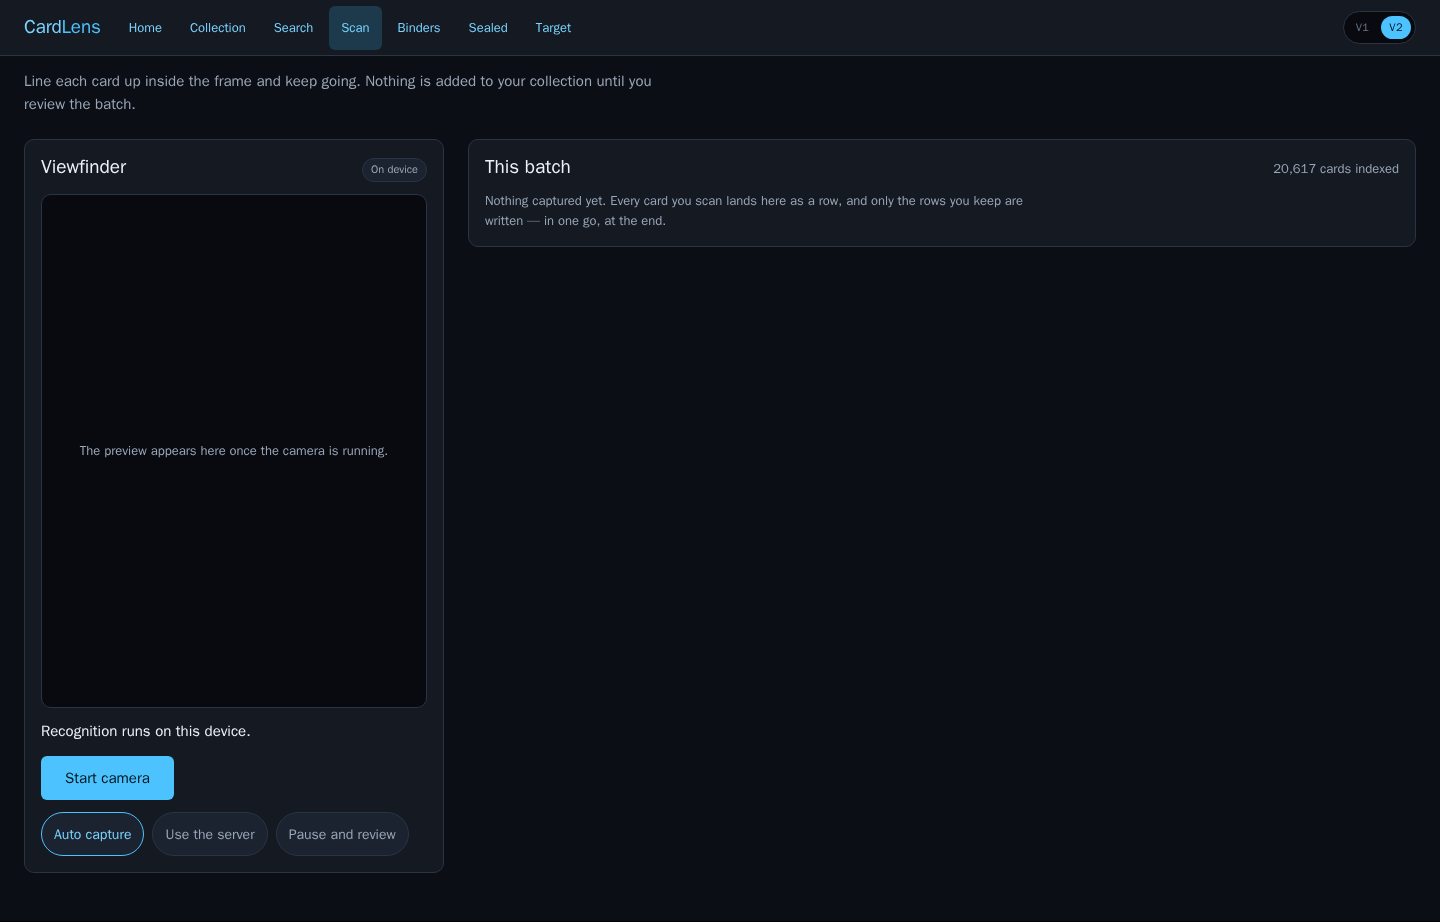 CardLens Home Collection Search Scan Binders Sealed Target V1 V2
Line each card up inside the frame and keep going. Nothing is added to your collection until you
review the batch.
Viewfinder On device
The preview appears here once the camera is running.
Recognition runs on this device.
Start camera
Auto capture Use the server Pause and review
This batch 20,617 cards indexed
Nothing captured yet. Every card you scan lands here as a row, and only the rows you keep are
written — in one go, at the end.